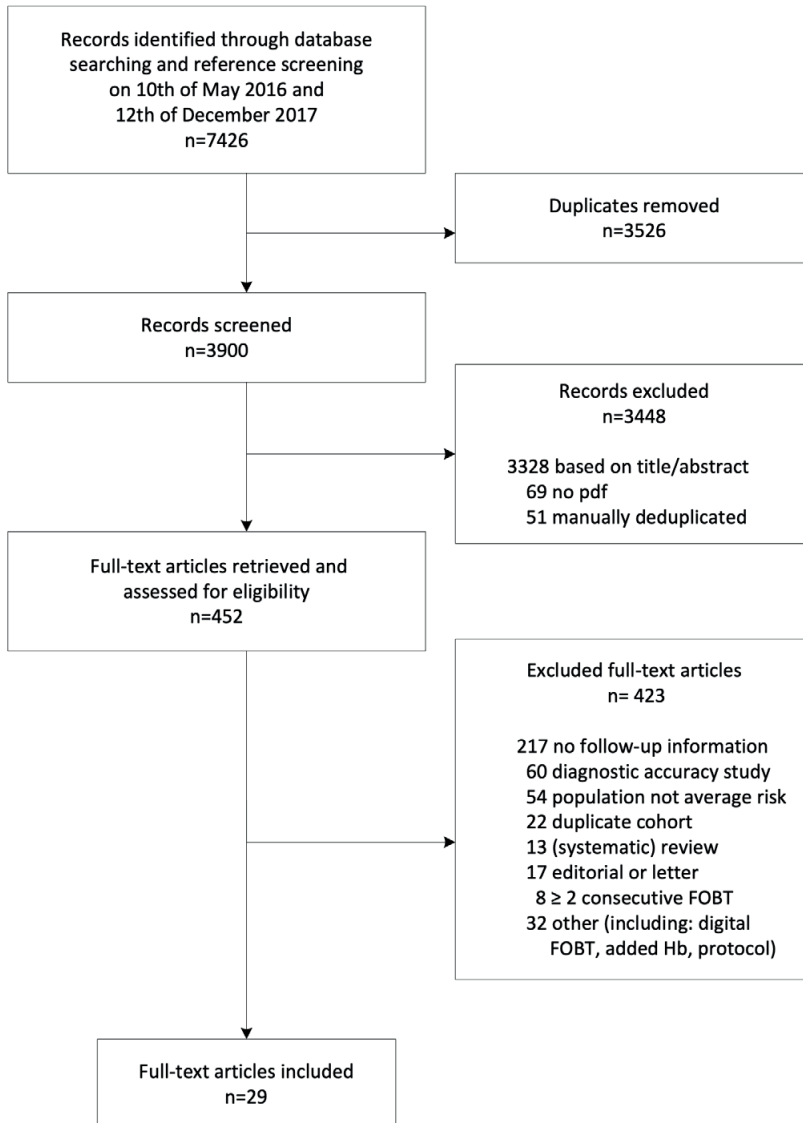 Records identified through database
searching and reference screening
on 10th of May 2016 and
12th of December 2017
n=7426
Duplicates removed
n=3526
Records screened
n=3900
Records excluded
n=3448
3328 based on title/abstract
69 no pdf
51 manually deduplicated
Full-text articles retrieved and
assessed for eligibility
n=452
Excluded full-text articles
n= 423
217 no follow-up information
60 diagnostic accuracy study
54 population not average risk
22 duplicate cohort
13 (systematic) review
17 editorial or letter
8 ≥ 2 consecutive FOBT
32 other (including: digital
FOBT, added Hb, protocol)
Full-text articles included
n=29